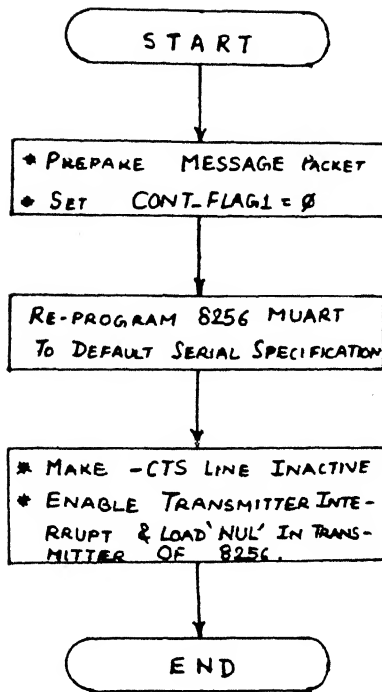 START
* PREPARE MESSAGE PACKET
* SET CONT_FLAG1 = Ø
RE-PROGRAM 8256 MUART
TO DEFAULT SERIAL SPECIFICATION
* MAKE -CTS LINE INACTIVE
* ENABLE TRANSMITTER INTE-
RRUPT & LOAD 'NUL' IN TRANS-
MITTER OF 8256.
END